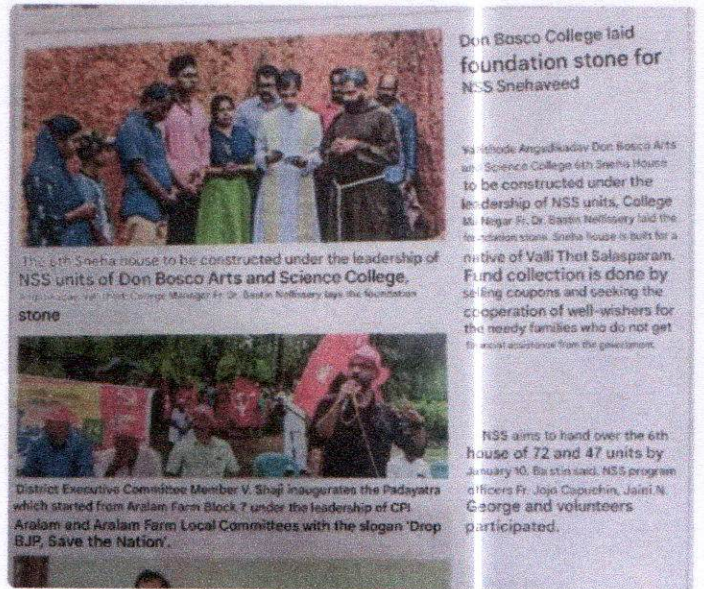 The 6th Sneha house to be constructed under the leadership of
NSS units of Don Bosco Arts and Science College,
College Manager Fr. Dr. Bastin Nellissery lays the foundation
stone
District Executive Committee Member V. Shaji inaugurates the Padayatra
which started from Aralam Farm Block 7 under the leadership of CPI
Aralam and Aralam Farm Local Committees with the slogan 'Drop
BJP, Save the Nation'.
Don Bosco College laid
foundation stone for
NSS Snehaveed
Angadikadav Don Bosco Arts
and Science College 6th Sneha House
to be constructed under the
leadership of NSS units, College
Fr. Dr. Bastin Nellissery laid the
foundation stone. Sneha house is built for a
native of Valli Thot Salasparam.
Fund collection is done by
selling coupons and seeking the
cooperation of well-wishers for
the needy families who do not get
financial assistance from the government.
NSS aims to hand over the 6th
house of 72 and 47 units by
January 10, Bastin said. NSS program
officers Fr. Jojo Capuchin, Jaini N.
George and volunteers
participated.